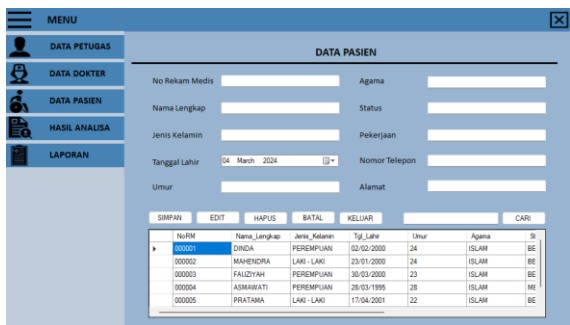 MENU
DATA PETUGAS
DATA DOKTER
DATA PASIEN
HASIL ANALISA
LAPORAN
DATA PASIEN
No Rekam Medis
Agama
Nama Lengkap
Status
Jenis Kelamin
Pekerjaan
Tanggal Lahir 04 March 2024
Nomor Telepon
Umur
Alamat
SIMPAN EDIT HAPUS BATAL KELUAR CARI
NoRM Nama_Lengkap Jenis_Kelamin Tgl_Lahir Umur Agama St
000001 DINDA PEREMPUAN 02/02/2000 24 ISLAM BE
000002 MAHENDRA LAKI - LAKI 23/01/2000 24 ISLAM BE
000003 FAUZIYAH PEREMPUAN 30/03/2000 23 ISLAM BE
000004 ASMAWATI PEREMPUAN 28/03/1995 28 ISLAM ME
000005 PRATAMA LAKI - LAKI 17/04/2001 22 ISLAM BE